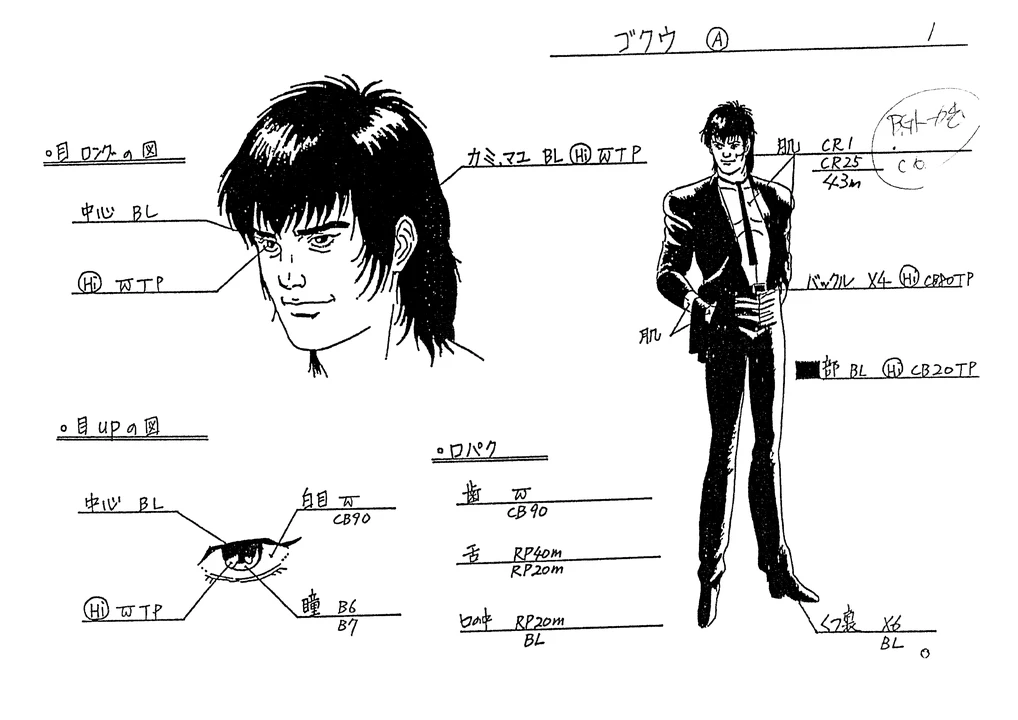 ゴクウ Ⓐ 1
目 ロングの図
中心 BL
Hi W TP
カミ、マユ BL Hi W TP
肌 CR1
CR25
43m
バックル X4 Hi CB80TP
肌
部 BL Hi CB20TP
目upの図
中心 BL
白目 W
CB90
Hi W TP
瞳 B6
B7
口パク
歯 W
CB90
舌 RP40m
RP20m
口の中 RP20m
BL
くつ裏 X6
BL